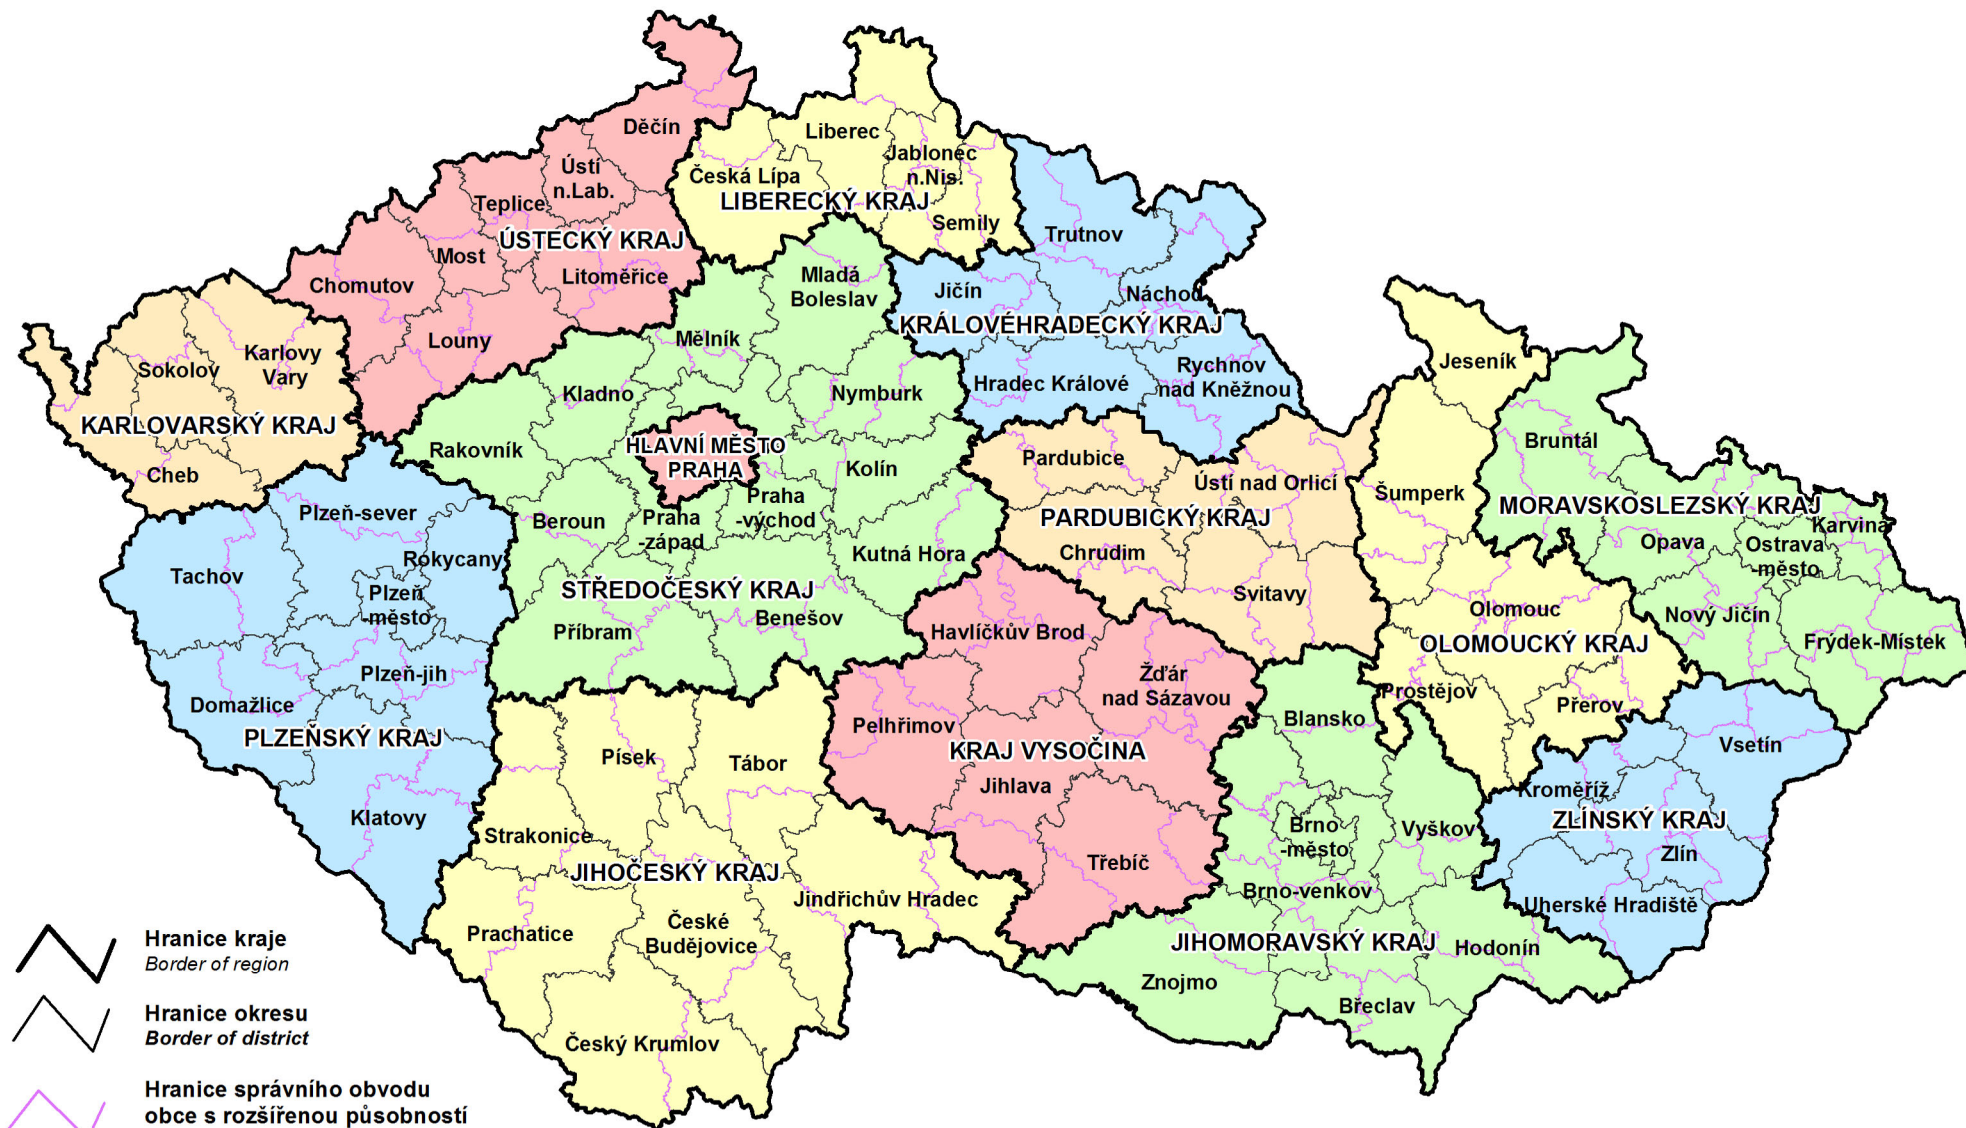 Děčín
Liberec
Ústí
n.Lab.
Jablonec
n.Nis.
Česká Lípa
Teplice
LIBERECKÝ KRAJ
Semily
Trutnov
ÚSTECKÝ KRAJ
Most
Litoměřice
Mladá
Boleslav
Chomutov
Jičín
Náchod
KRÁLOVÉHRADECKÝ KRAJ
Louny
Mělník
Karlovy
Vary
Sokolov
Jeseník
Rychnov
nad Kněžnou
Hradec Králové
Kladno
Nymburk
KARLOVARSKÝ KRAJ
Rakovník
HLAVNÍ MĚSTO
PRAHA
Bruntál
Pardubice
Kolín
Cheb
Ústí nad Orlicí
Šumperk
Praha
-východ
MORAVSKOSLEZSKÝ KRAJ
Plzeň-sever
Beroun
Praha
-západ
PARDUBICKÝ KRAJ
Karviná
Opava
Ostrava
-město
Kutná Hora
Chrudim
Rokycany
Tachov
STŘEDOČESKÝ KRAJ
Plzeň
-město
Svitavy
Olomouc
Nový Jičín
Benešov
Příbram
Havlíčkův Brod
OLOMOUCKÝ KRAJ
Frýdek-Místek
Plzeň-jih
Žďár
nad Sázavou
Prostějov
Přerov
Domažlice
Blansko
Pelhřimov
PLZEŇSKÝ KRAJ
KRAJ VYSOČINA
Vsetín
Písek
Tábor
Jihlava
Kroměříž
Klatovy
ZLÍNSKÝ KRAJ
Strakonice
Brno
-město
Vyškov
Zlín
Třebíč
JIHOČESKÝ KRAJ
Brno-venkov
Jindřichův Hradec
Uherské Hradiště
České
Budějovice
Prachatice
JIHOMORAVSKÝ KRAJ
Hodonín
Znojmo
Břeclav
Český Krumlov
Hranice kraje
Border of region
Hranice okresu
Border of district
Hranice správního obvodu
obce s rozšířenou působností